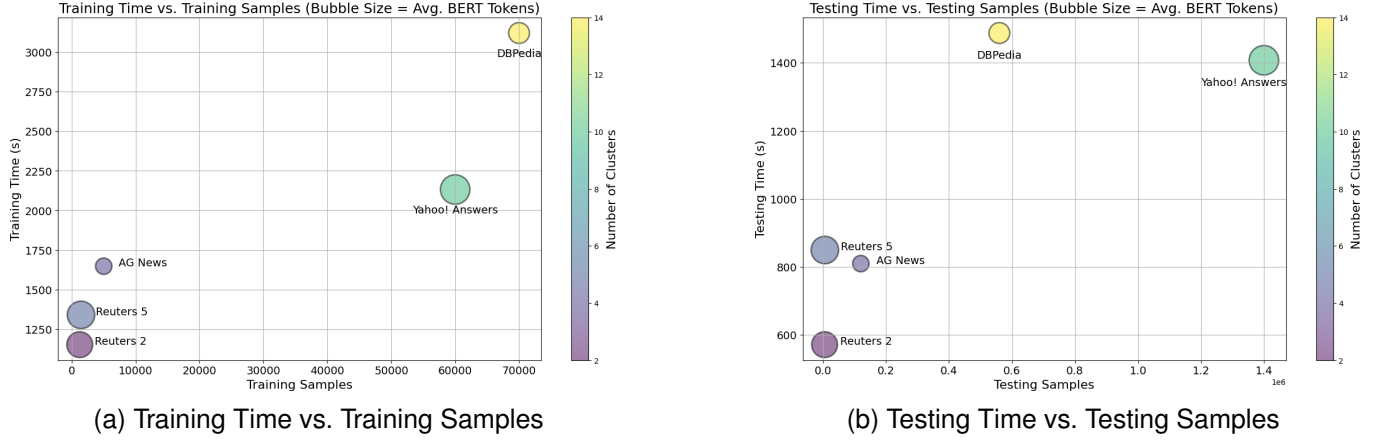 Training Time vs. Training Samples (Bubble Size = Avg. BERT Tokens)
3000
2750
2500
2250
2000
1750
1500
1250
Training Time (s)
DBPedia
Yahoo! Answers
AG News
Reuters 5
Reuters 2
0 10000 20000 30000 40000 50000 60000 70000
Training Samples
14
12
10
8
6
4
2
Number of Clusters
(a) Training Time vs. Training Samples
Testing Time vs. Testing Samples (Bubble Size = Avg. BERT Tokens)
1400
1200
1000
800
600
Testing Time (s)
DBPedia
Yahoo! Answers
Reuters 5
AG News
Reuters 2
0.0 0.2 0.4 0.6 0.8 1.0 1.2 1.4
1e6
Testing Samples
14
12
10
8
6
4
2
Number of Clusters
(b) Testing Time vs. Testing Samples